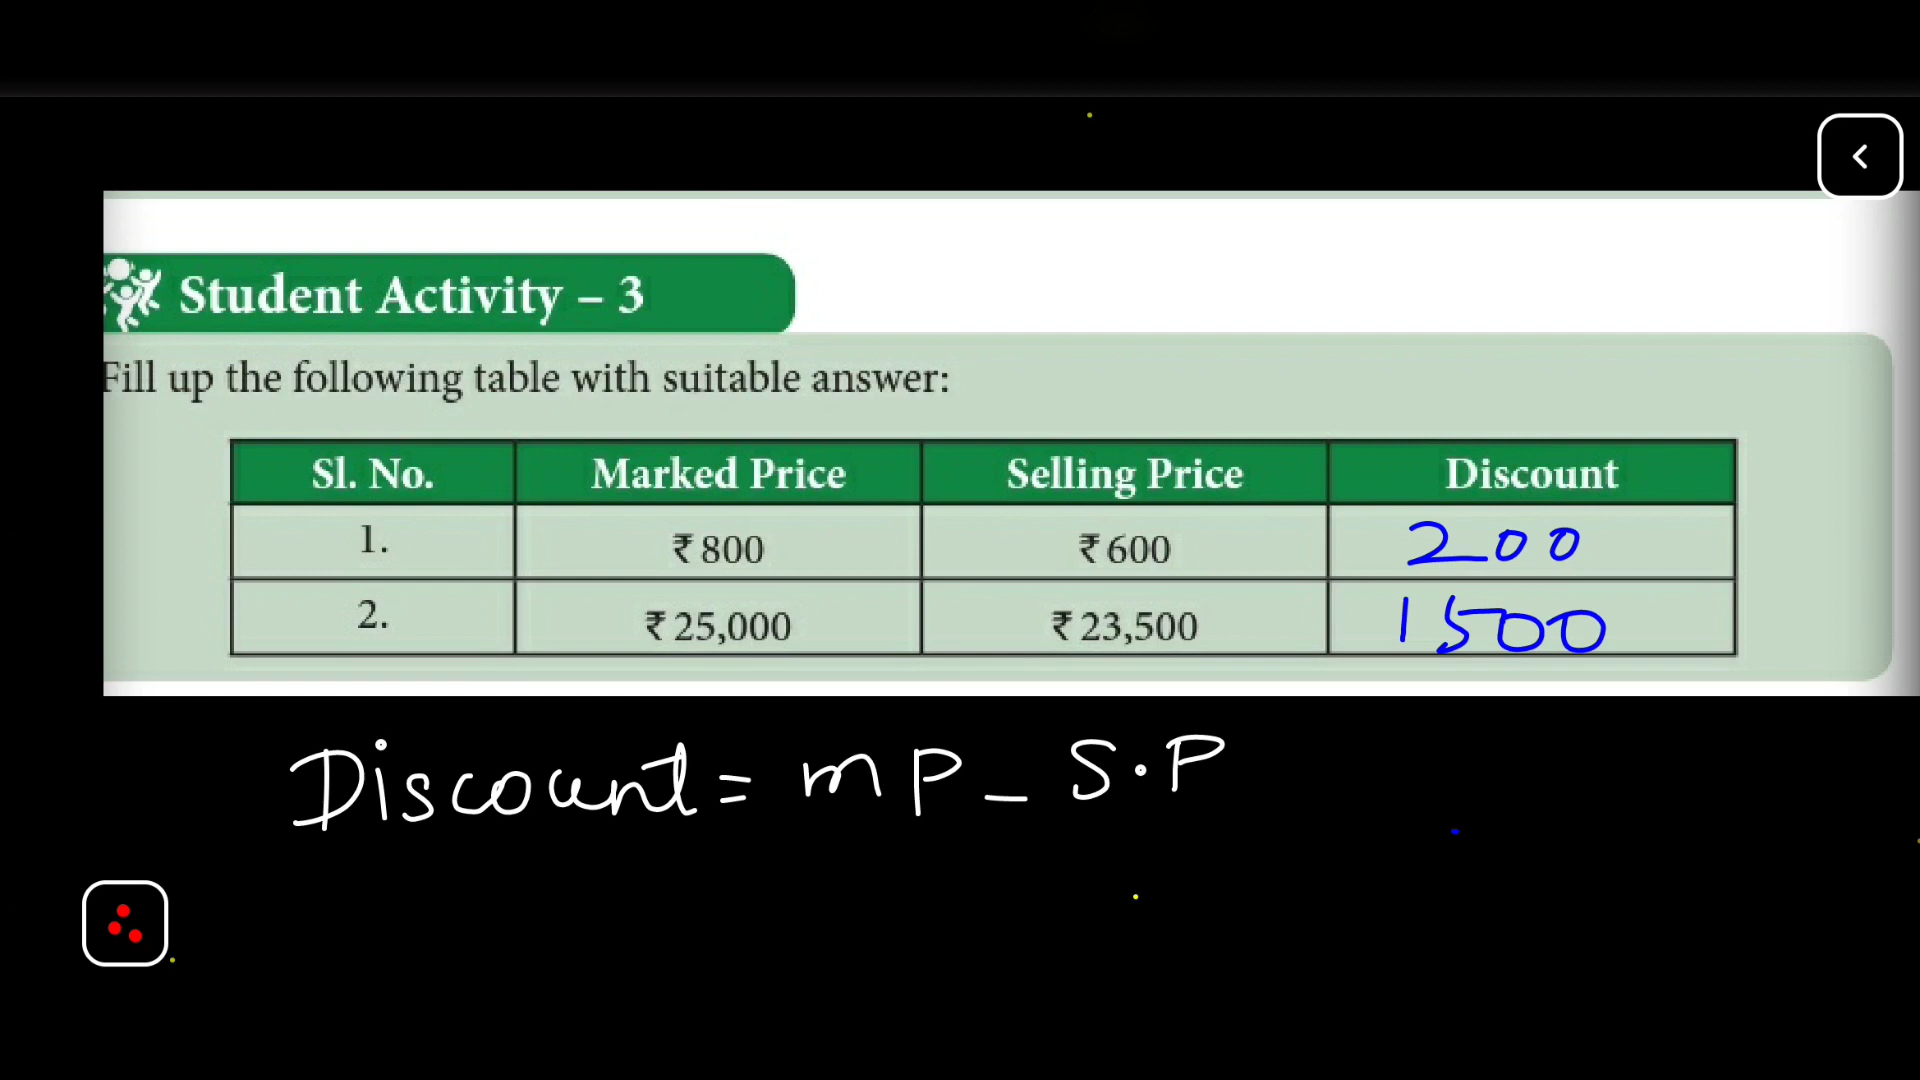 Student Activity – 3
Fill up the following table with suitable answer:
Sl. No. Marked Price Selling Price Discount
1. ₹ 800 ₹ 600 200
2. ₹ 25,000 ₹ 23,500 1500
Discount = mP - S.P